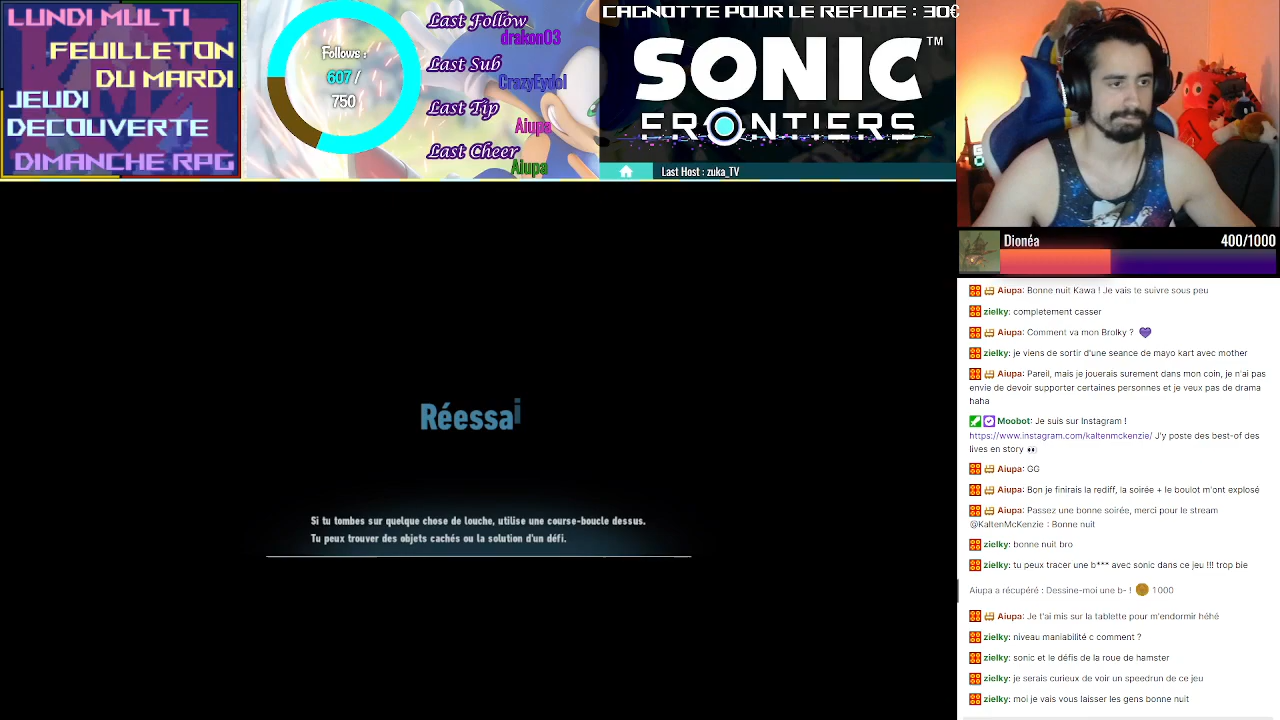 LUNDI MULTI
FEUILLETON
DU MARDI
JEUDI
DECOUVERTE
DIMANCHE RPG
Follows :
607 /
750
Last Follow
drakon03
Last Sub
CrazyEydol
Last Tip
Aiupa
Last Cheer
Aiupa
CAGNOTTE POUR LE REFUGE : 30€
SONIC™
FRONTIERS
Last Host : zuka_TV
Dionéa 400/1000
Réessai
Si tu tombes sur quelque chose de louche, utilise une course-boucle dessus.
Tu peux trouver des objets cachés ou la solution d'un défi.
Aiupa: Bonne nuit Kawa ! Je vais te suivre sous peu
zielky: completement casser
Aiupa: Comment va mon Brolky ? 💜
zielky: je viens de sortir d'une seance de mayo kart avec mother
Aiupa: Pareil, mais je jouerais surement dans mon coin, je n'ai pas
envie de devoir supporter certaines personnes et je veux pas de drama
haha
Moobot: Je suis sur Instagram !
https://www.instagram.com/kaltenmckenzie/ J'y poste des best-of des
lives en story 👀
Aiupa: GG
Aiupa: Bon je finirais la rediff, la soirée + le boulot m'ont explosé
Aiupa: Passez une bonne soirée, merci pour le stream
@KaltenMcKenzie : Bonne nuit
zielky: bonne nuit bro
zielky: tu peux tracer une b*** avec sonic dans ce jeu !!! trop bie
Aiupa a récupéré : Dessine-moi une b- ! 1000
Aiupa: Je t'ai mis sur la tablette pour m'endormir héhé
zielky: niveau maniabilité c comment ?
zielky: sonic et le défis de la roue de hamster
zielky: je serais curieux de voir un speedrun de ce jeu
zielky: moi je vais vous laisser les gens bonne nuit